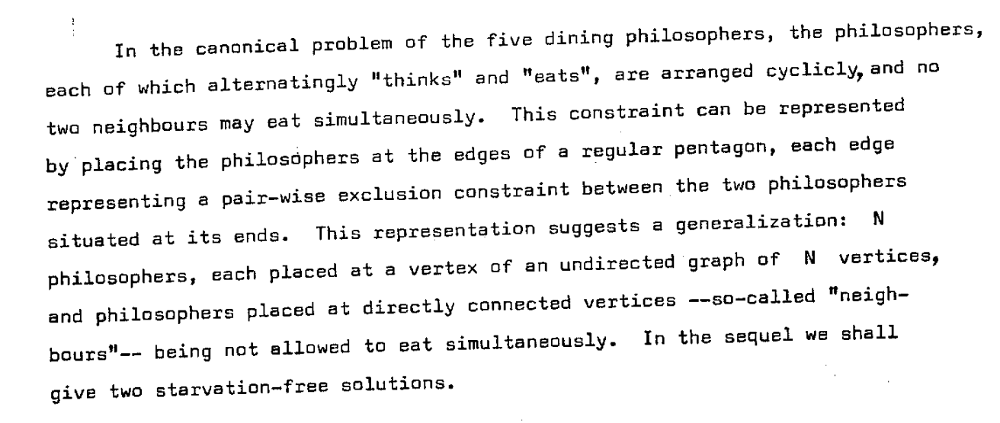 In the canonical problem of the five dining philosophers, the philosophers,
each of which alternatingly "thinks" and "eats", are arranged cyclicly, and no
two neighbours may eat simultaneously. This constraint can be represented
by placing the philosophers at the edges of a regular pentagon, each edge
representing a pair-wise exclusion constraint between the two philosophers
situated at its ends. This representation suggests a generalization: N
philosophers, each placed at a vertex of an undirected graph of N vertices,
and philosophers placed at directly connected vertices --so-called "neigh-
bours"-- being not allowed to eat simultaneously. In the sequel we shall
give two starvation-free solutions.